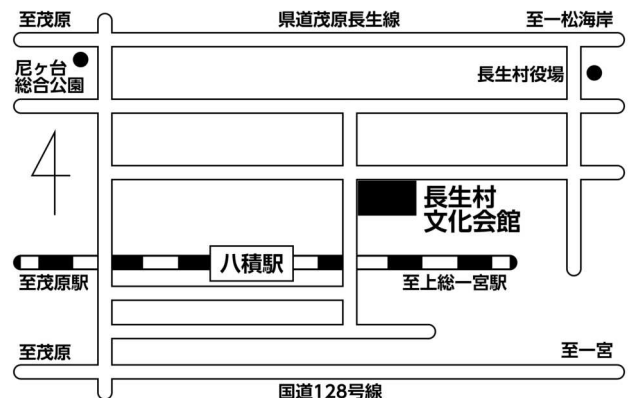 至茂原
県道茂原長生線
至一松海岸
尼ヶ台
総合公園
長生村役場
長生村
文化会館
八積駅
至茂原駅
至上総一宮駅
至茂原
至一宮
国道128号線